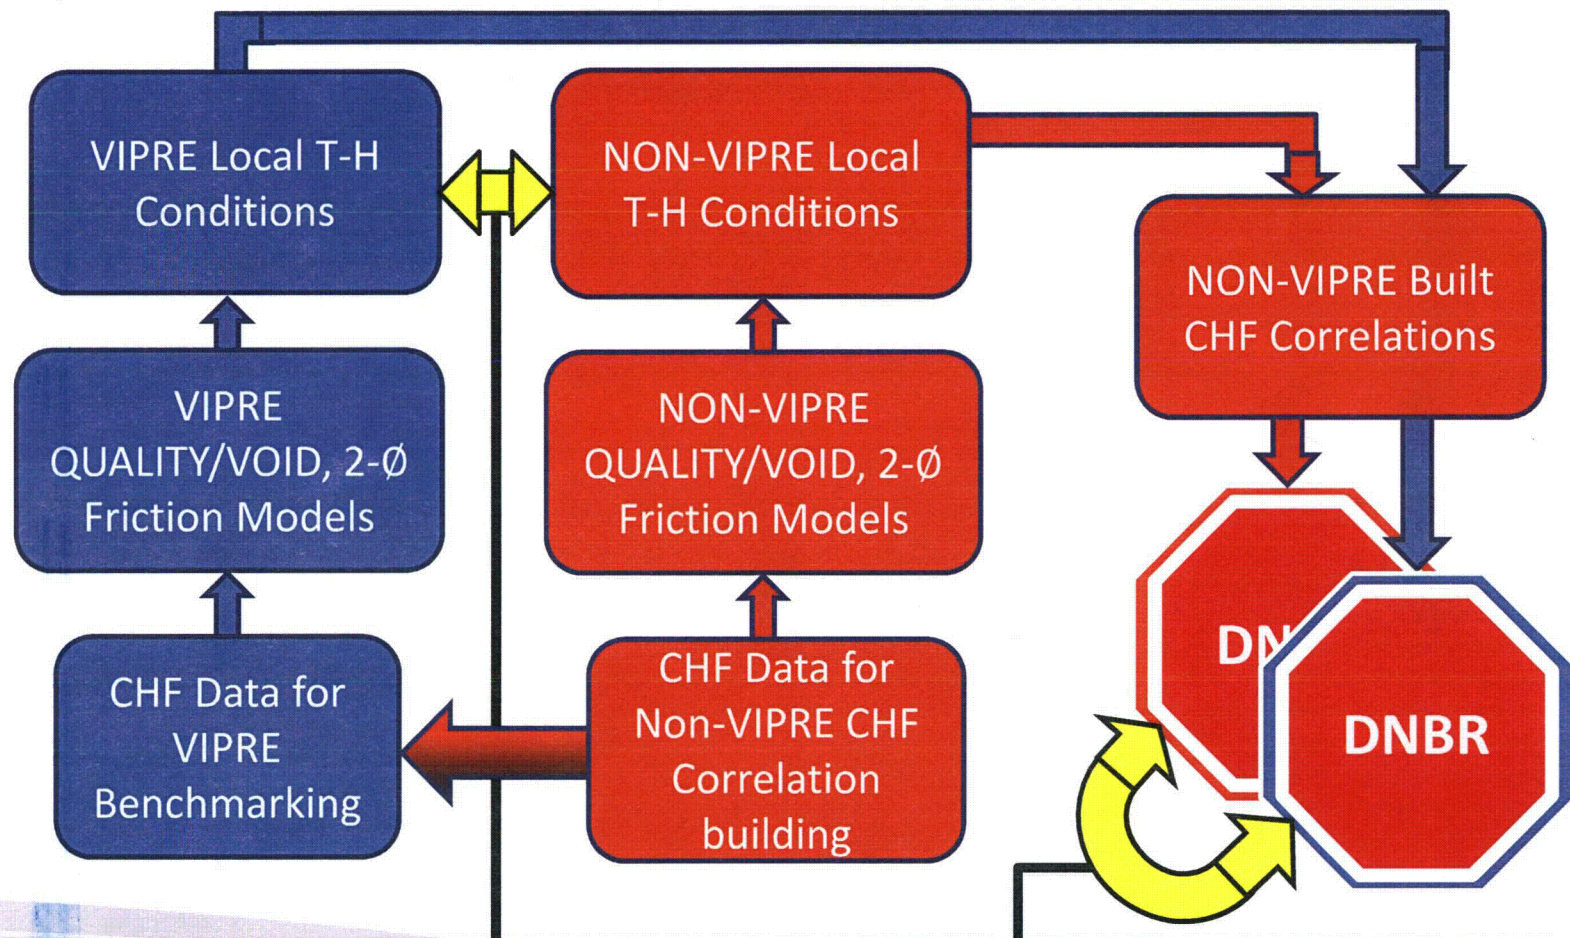 VIPRE Local T-H
Conditions
NON-VIPRE Local
T-H Conditions
NON-VIPRE Built
CHF Correlations
VIPRE
QUALITY/VOID, 2-Ø
Friction Models
NON-VIPRE
QUALITY/VOID, 2-Ø
Friction Models
CHF Data for
VIPRE
Benchmarking
CHF Data for
Non-VIPRE CHF
Correlation
building
DN
DNBR